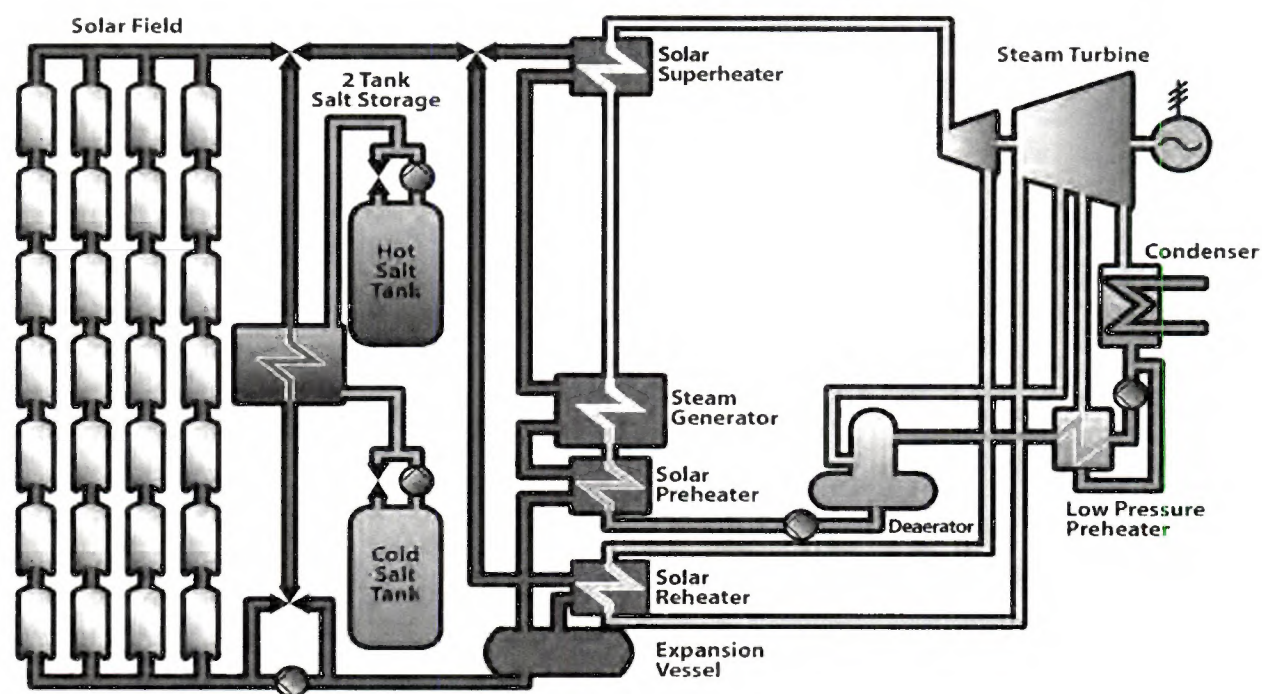 Solar Field
2 Tank
Salt Storage
Hot
Salt
Tank
Cold
Salt
Tank
Solar
Superheater
Steam
Generator
Solar
Preheater
Solar
Reheater
Expansion
Vessel
Steam Turbine
Condenser
Low Pressure
Preheater
Deaerator